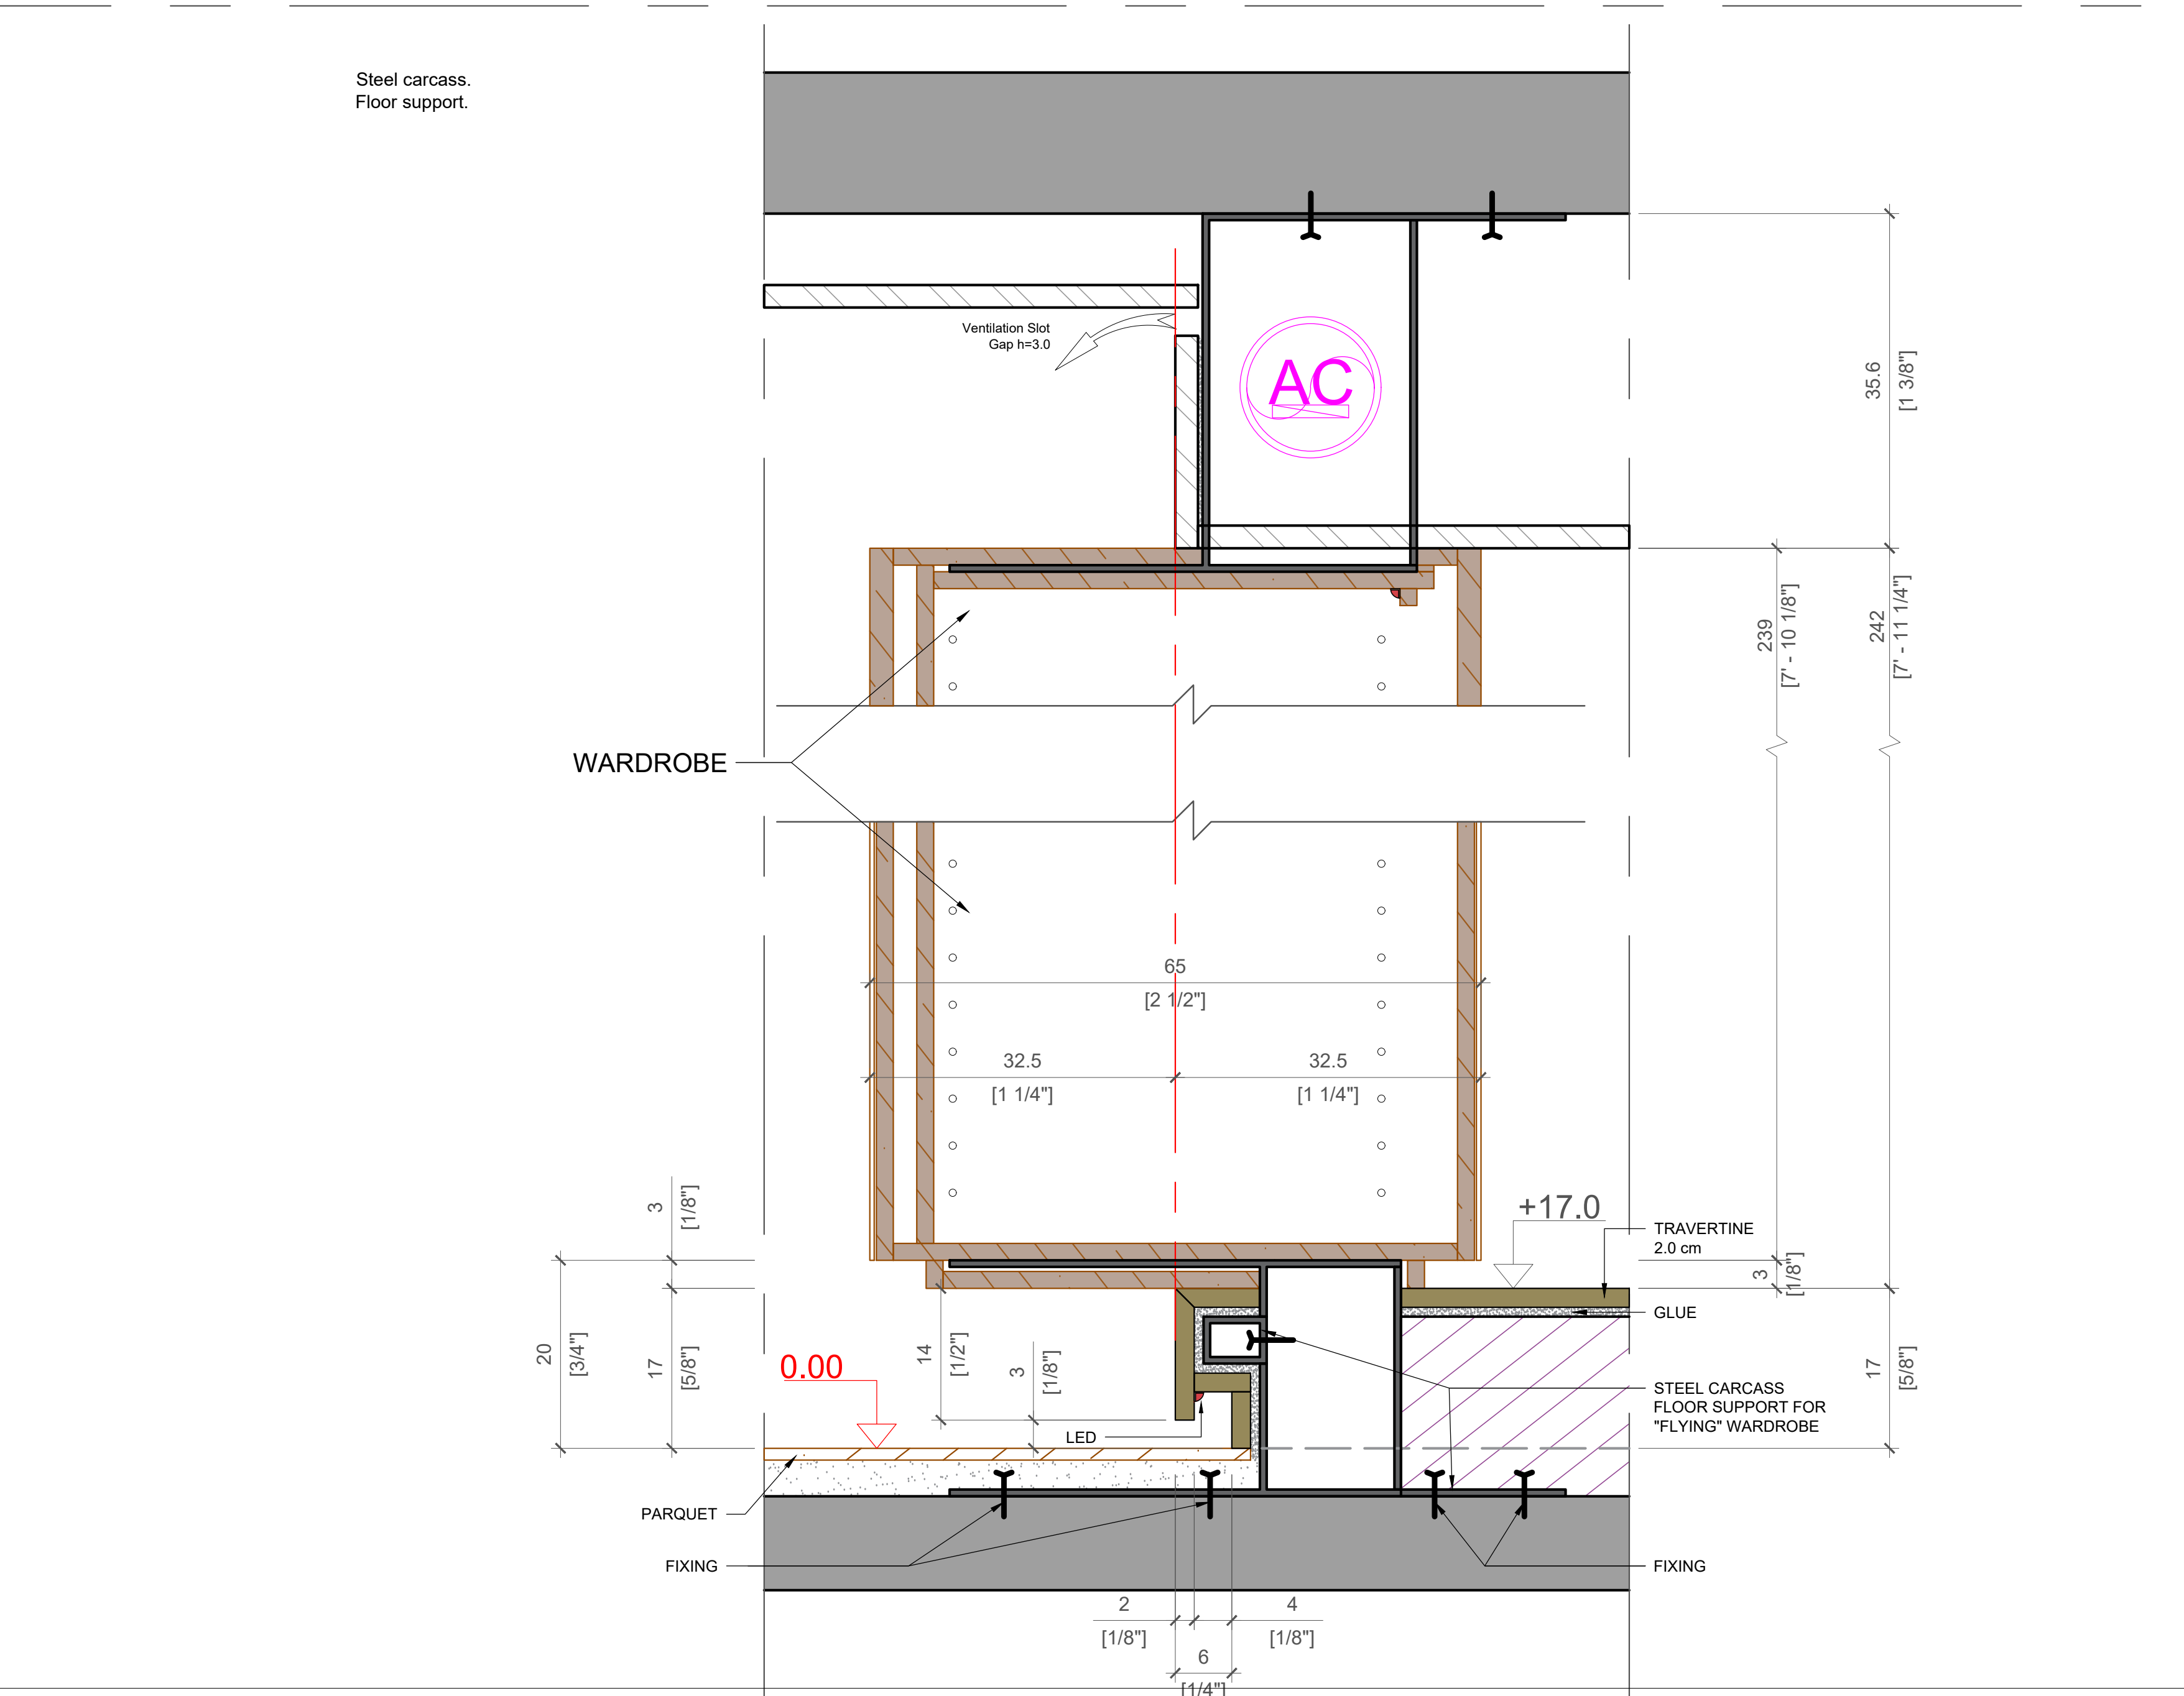 Steel carcass.
Floor support.
Ventilation Slot
Gap h=3.0
AC
35.6
[1 3/8"]
239
[7' - 10 1/8"]
242
[7' - 11 1/4"]
WARDROBE
65
[2 1/2"]
32.5
[1 1/4"]
32.5
[1 1/4"]
3
[1/8"]
+17.0
TRAVERTINE
2.0 cm
3
[1/8"]
GLUE
20
[3/4"]
17
[5/8"]
0.00
14
[1/2"]
3
[1/8"]
17
[5/8"]
STEEL CARCASS
FLOOR SUPPORT FOR
"FLYING" WARDROBE
LED
PARQUET
FIXING
FIXING
2
[1/8"]
4
[1/8"]
6
[1/4"]